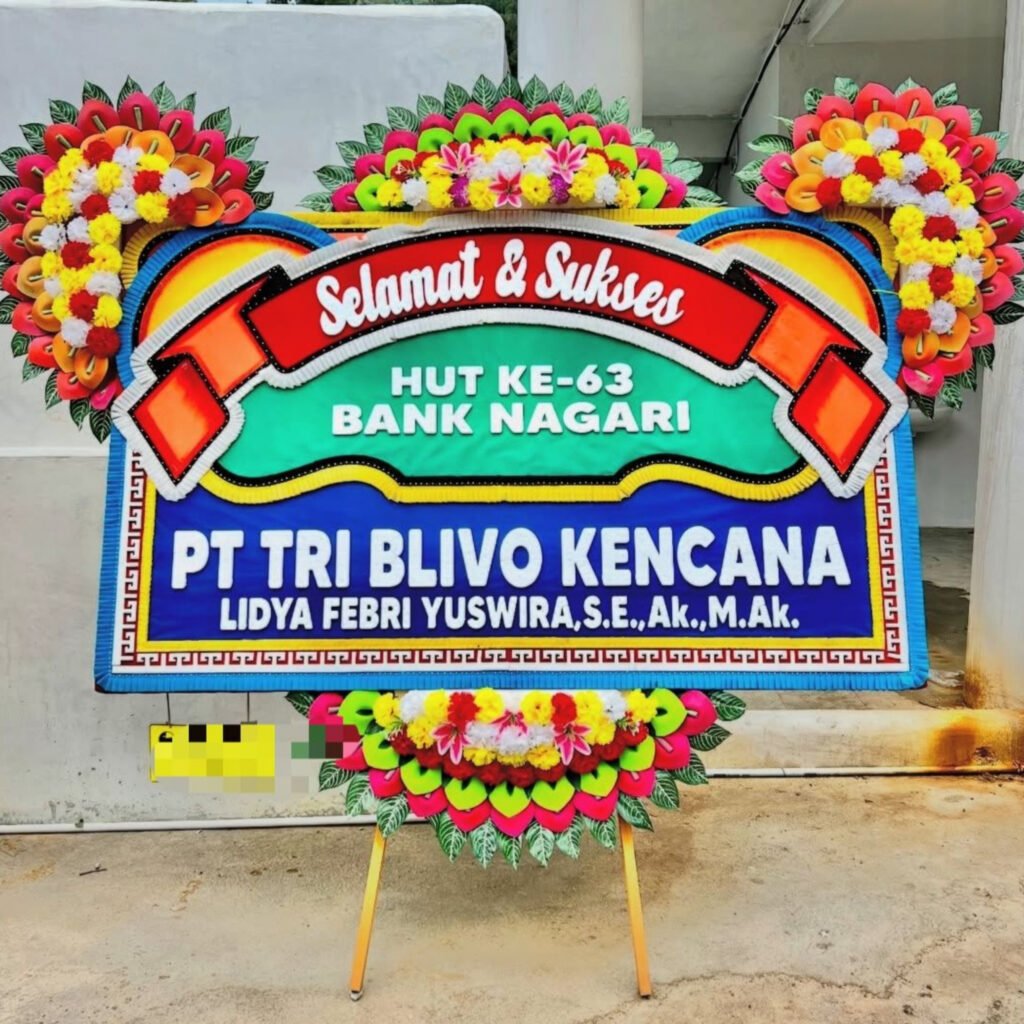 Selamat & Sukses
HUT KE-63
BANK NAGARI
PT TRI BLIVO KENCANA
LIDYA FEBRI YUSWIRA,S.E.,Ak.,M.Ak.